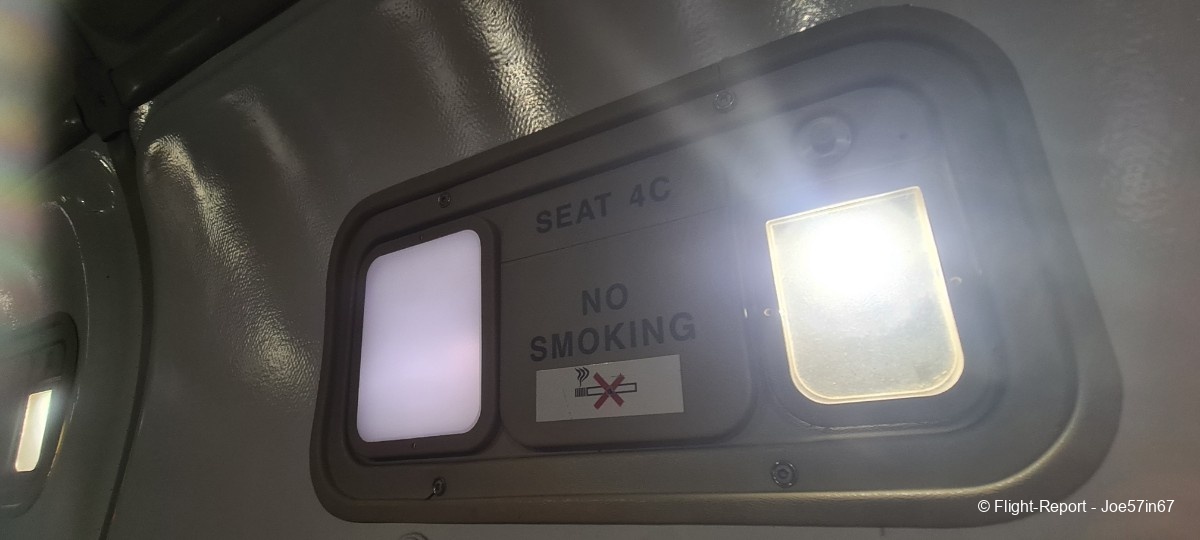 SEAT 4C
NO
SMOKING
© Flight-Report - Joe57in67